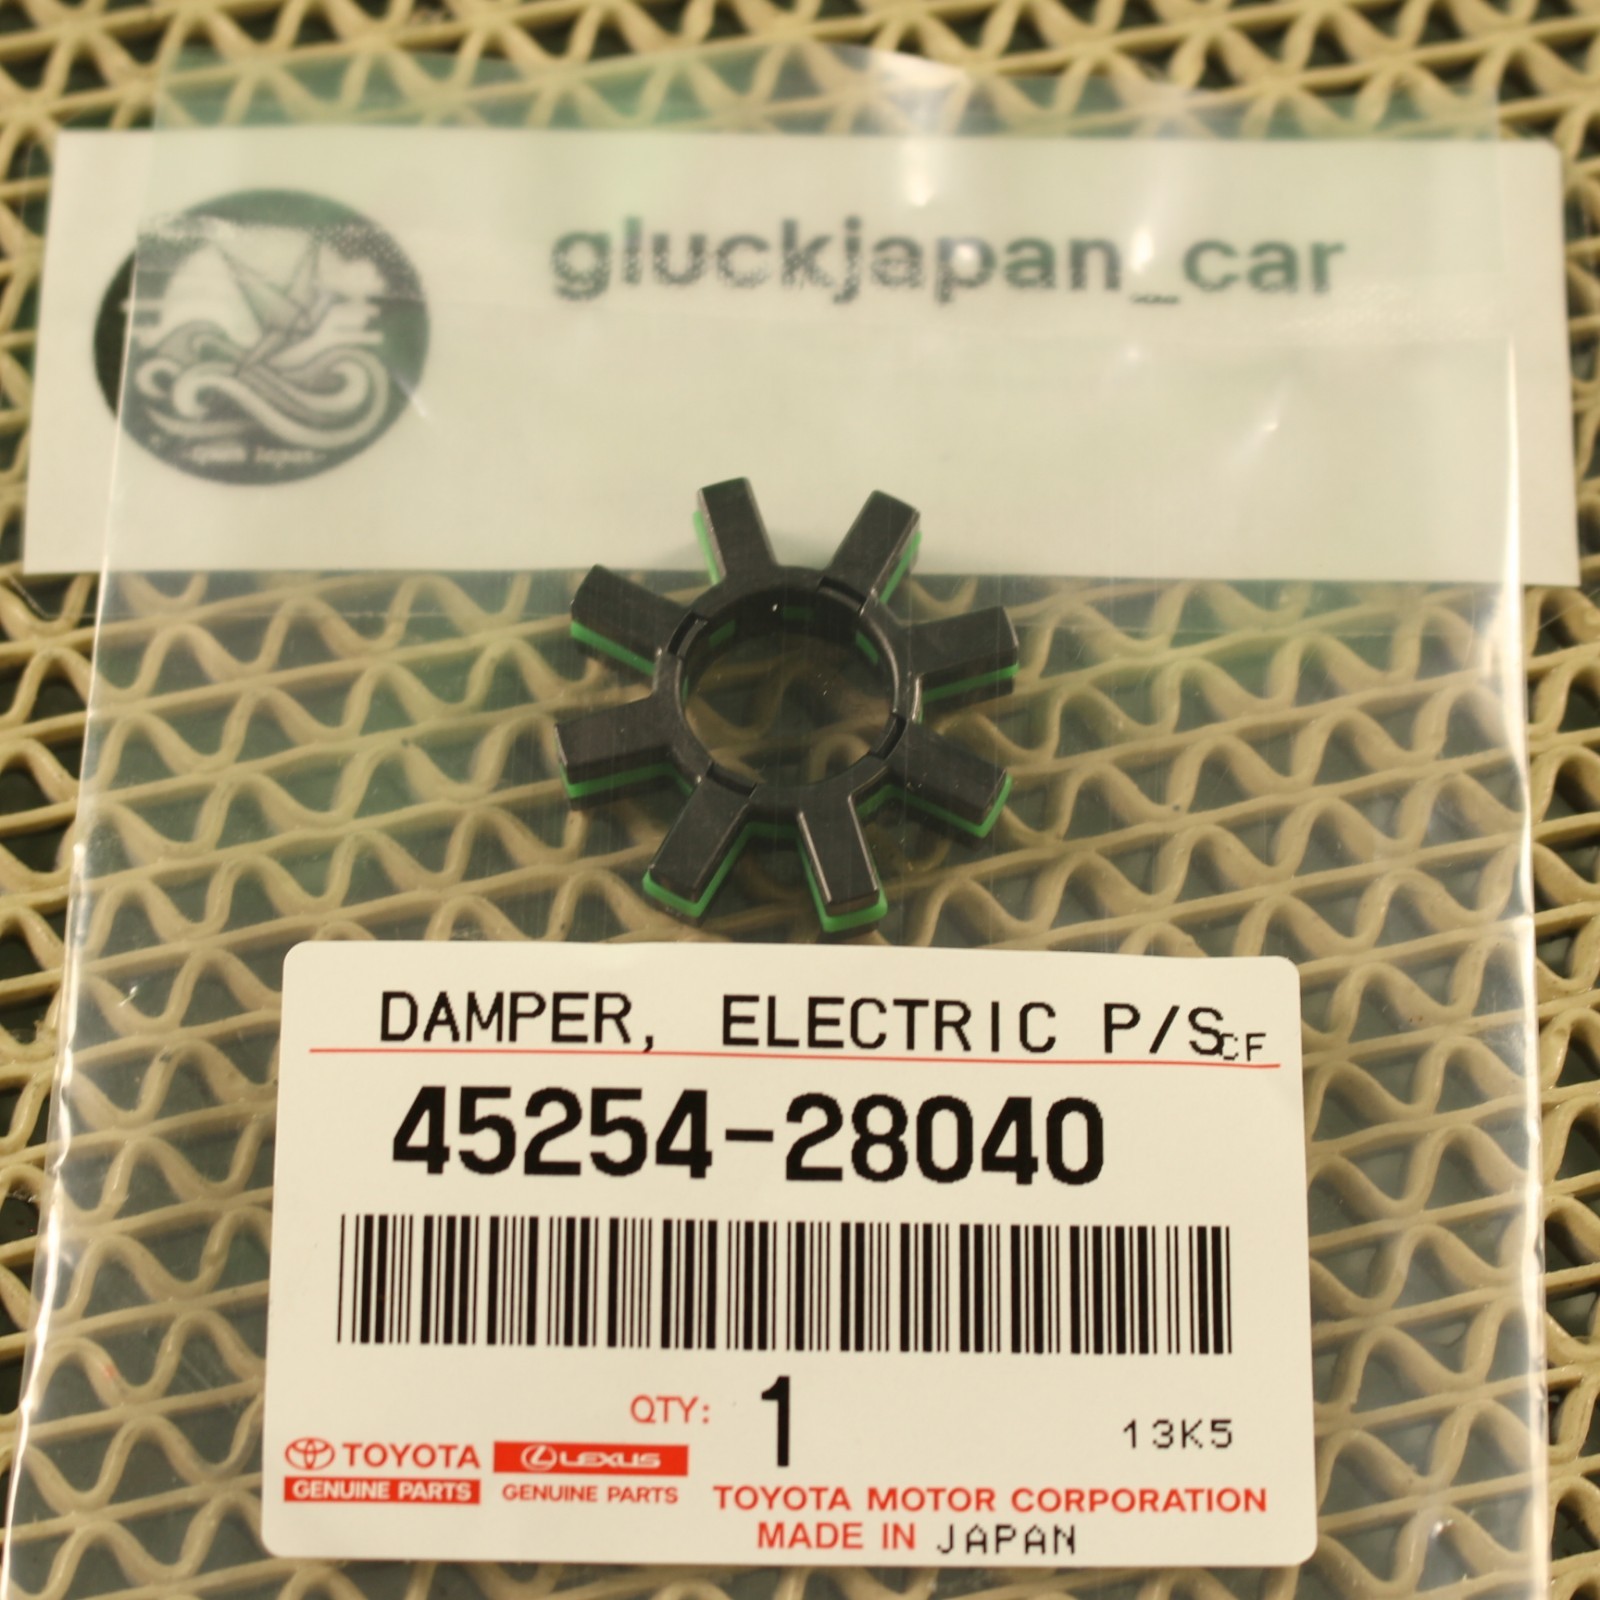 gluckjapan_car
DAMPER, ELECTRIC P/S CF
45254-28040
QTY: 1
13K5
TOYOTA
GENUINE PARTS
LEXUS
GENUINE PARTS
TOYOTA MOTOR CORPORATION
MADE IN JAPAN